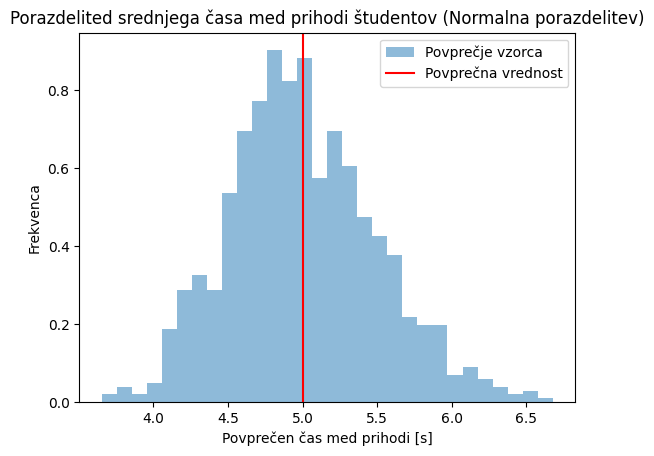 Porazdelited srednjega časa med prihodi študentov (Normalna porazdelitev)
Povprečje vzorca
Povprečna vrednost
Frekvenca
0.8
0.6
0.4
0.2
0.0
4.0 4.5 5.0 5.5 6.0 6.5
Povprečen čas med prihodi [s]